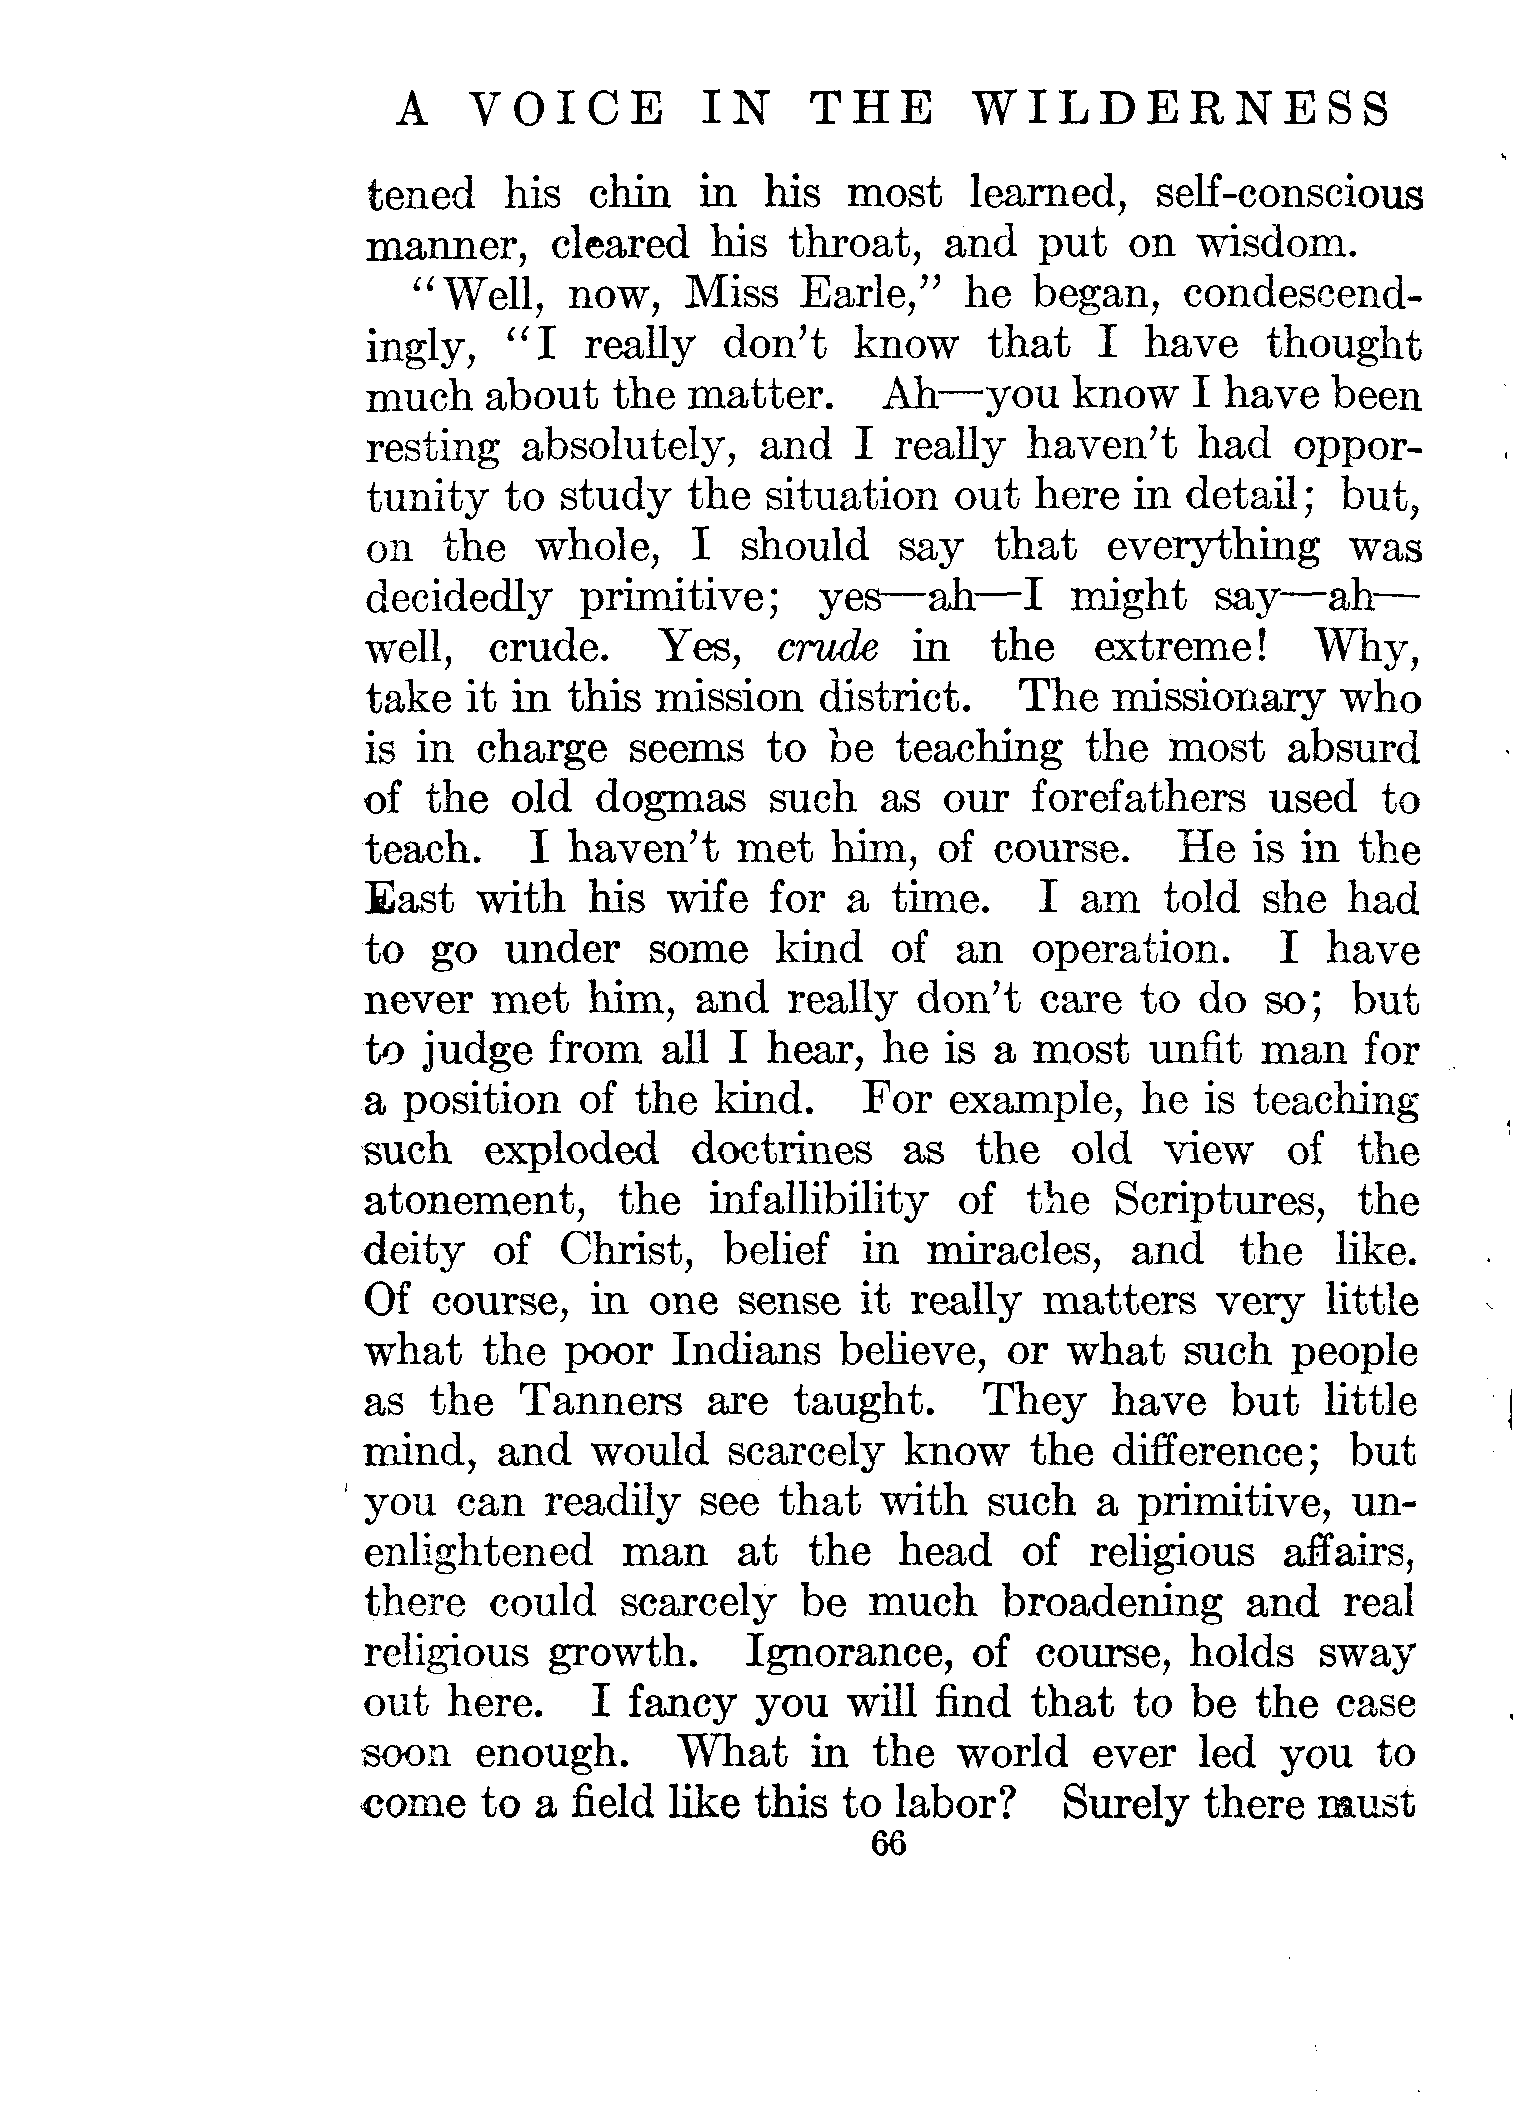 A VOICE IN THE WILDERNESS
tened his chin in his most learned, self-conscious
manner, cleared his throat, and put on wisdom.
"Well, now, Miss Earle," he began, condescend-
ingly, "I really don't know that I have thought
much about the matter. Ah—you know I have been
resting absolutely, and I really haven't had oppor-
tunity to study the situation out here in detail; but,
on the whole, I should say that everything was
decidedly primitive; yes—ah—I might say—ah—
well, crude. Yes, crude in the extreme! Why,
take it in this mission district. The missionary who
is in charge seems to be teaching the most absurd
of the old dogmas such as our forefathers used to
teach. I haven't met him, of course. He is in the
East with his wife for a time. I am told she had
to go under some kind of an operation. I have
never met him, and really don't care to do so; but
to judge from all I hear, he is a most unfit man for
a position of the kind. For example, he is teaching
such exploded doctrines as the old view of the
atonement, the infallibility of the Scriptures, the
deity of Christ, belief in miracles, and the like.
Of course, in one sense it really matters very little
what the poor Indians believe, or what such people
as the Tanners are taught. They have but little
mind, and would scarcely know the difference; but
you can readily see that with such a primitive, un-
enlightened man at the head of religious affairs,
there could scarcely be much broadening and real
religious growth. Ignorance, of course, holds sway
out here. I fancy you will find that to be the case
soon enough. What in the world ever led you to
come to a field like this to labor? Surely there must
66